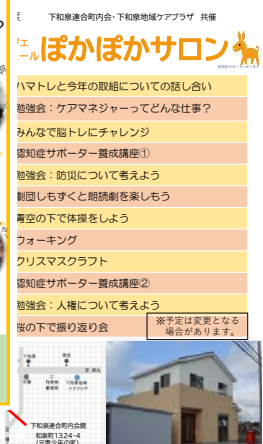 下和泉連合町内会・下和泉地域ケアプラザ 共催
ぽかぽかサロン
ハマトレと今年の取組についての話し合い
勉強会：ケアマネジャーってどんな仕事？
みんなで脳トレにチャレンジ
認知症サポーター養成講座①
勉強会：防災について考えよう
劇団しもずくと朗読劇を楽しもう
青空の下で体操をしよう
ウォーキング
クリスマスクラフト
認知症サポーター養成講座②
勉強会：人権について考えよう
桜の下で振り返り会
※予定は変更となる
場合があります。
下和泉連合町内会館
和泉町1324-4